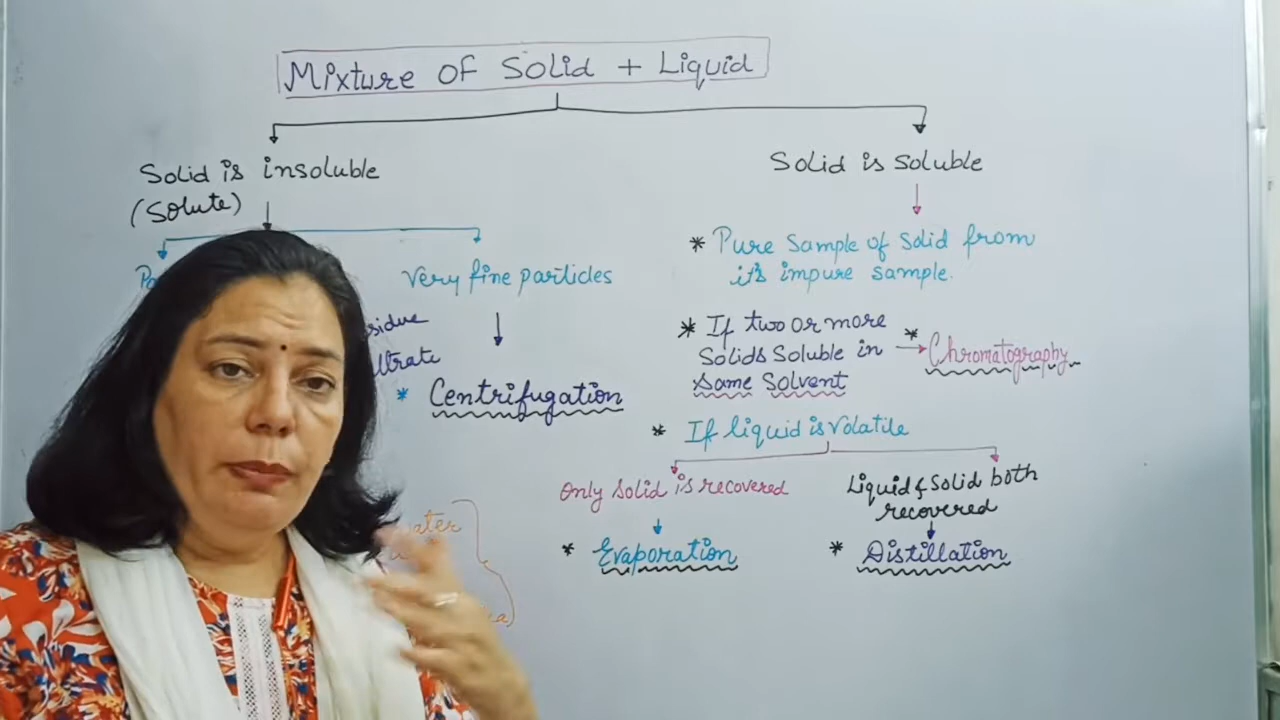 Mixture of Solid + Liquid
Solid is insoluble
(Solute)
Very fine particles
* Centrifugation
Solid is soluble
* Pure Sample of Solid from
it's impure sample.
* If two or more
Solids Soluble in
Same Solvent
* Chromatography
* If liquid is volatile
Only Solid is recovered
* Evaporation
Liquid & Solid both
recovered
* Distillation